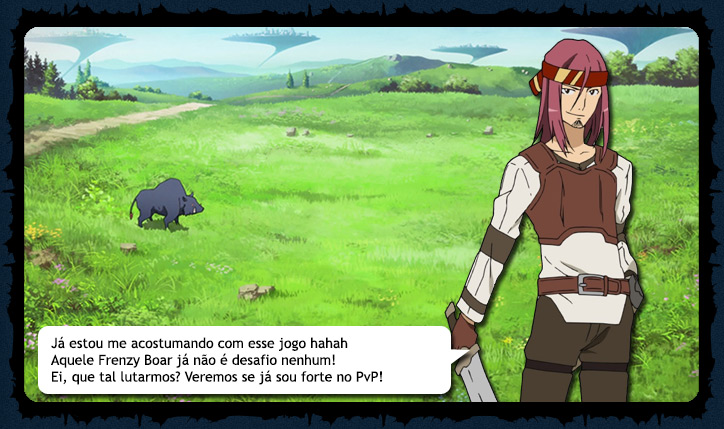 Já estou me acostumando com esse jogo hahah
Aquele Frenzy Boar já não é desafio nenhum!
Ei, que tal lutarmos? Veremos se já sou forte no PvP!